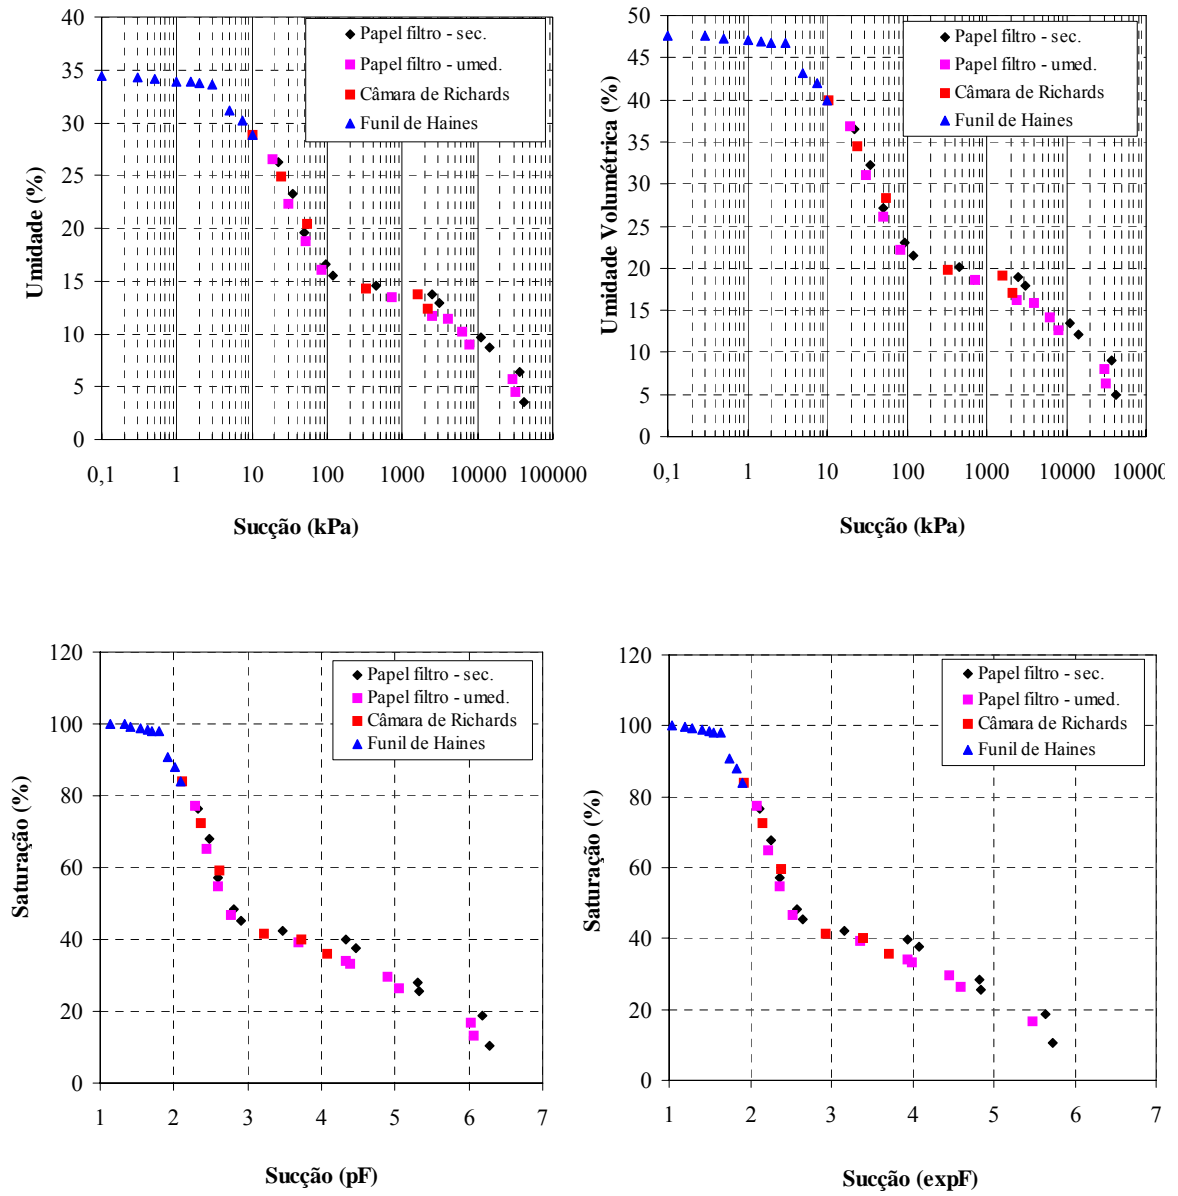 Papel filtro - sec.
Papel filtro - umed.
Câmara de Richards
Funil de Haines
Umidade (%)
40
35
30
25
20
15
10
5
0
0,1 1 10 100 1000 10000 100000
Sucção (kPa)
Papel filtro - sec.
Papel filtro - umed.
Câmara de Richards
Funil de Haines
Umidade Volumétrica (%)
50
45
40
35
30
25
20
15
10
5
0
0,1 1 10 100 1000 10000 10000
Sucção (kPa)
Papel filtro - sec.
Papel filtro - umed.
Câmara de Richards
Funil de Haines
Saturação (%)
120
100
80
60
40
20
0
1 2 3 4 5 6 7
Sucção (pF)
Papel filtro - sec.
Papel filtro - umed.
Câmara de Richards
Funil de Haines
Saturação (%)
120
100
80
60
40
20
0
1 2 3 4 5 6 7
Sucção (expF)